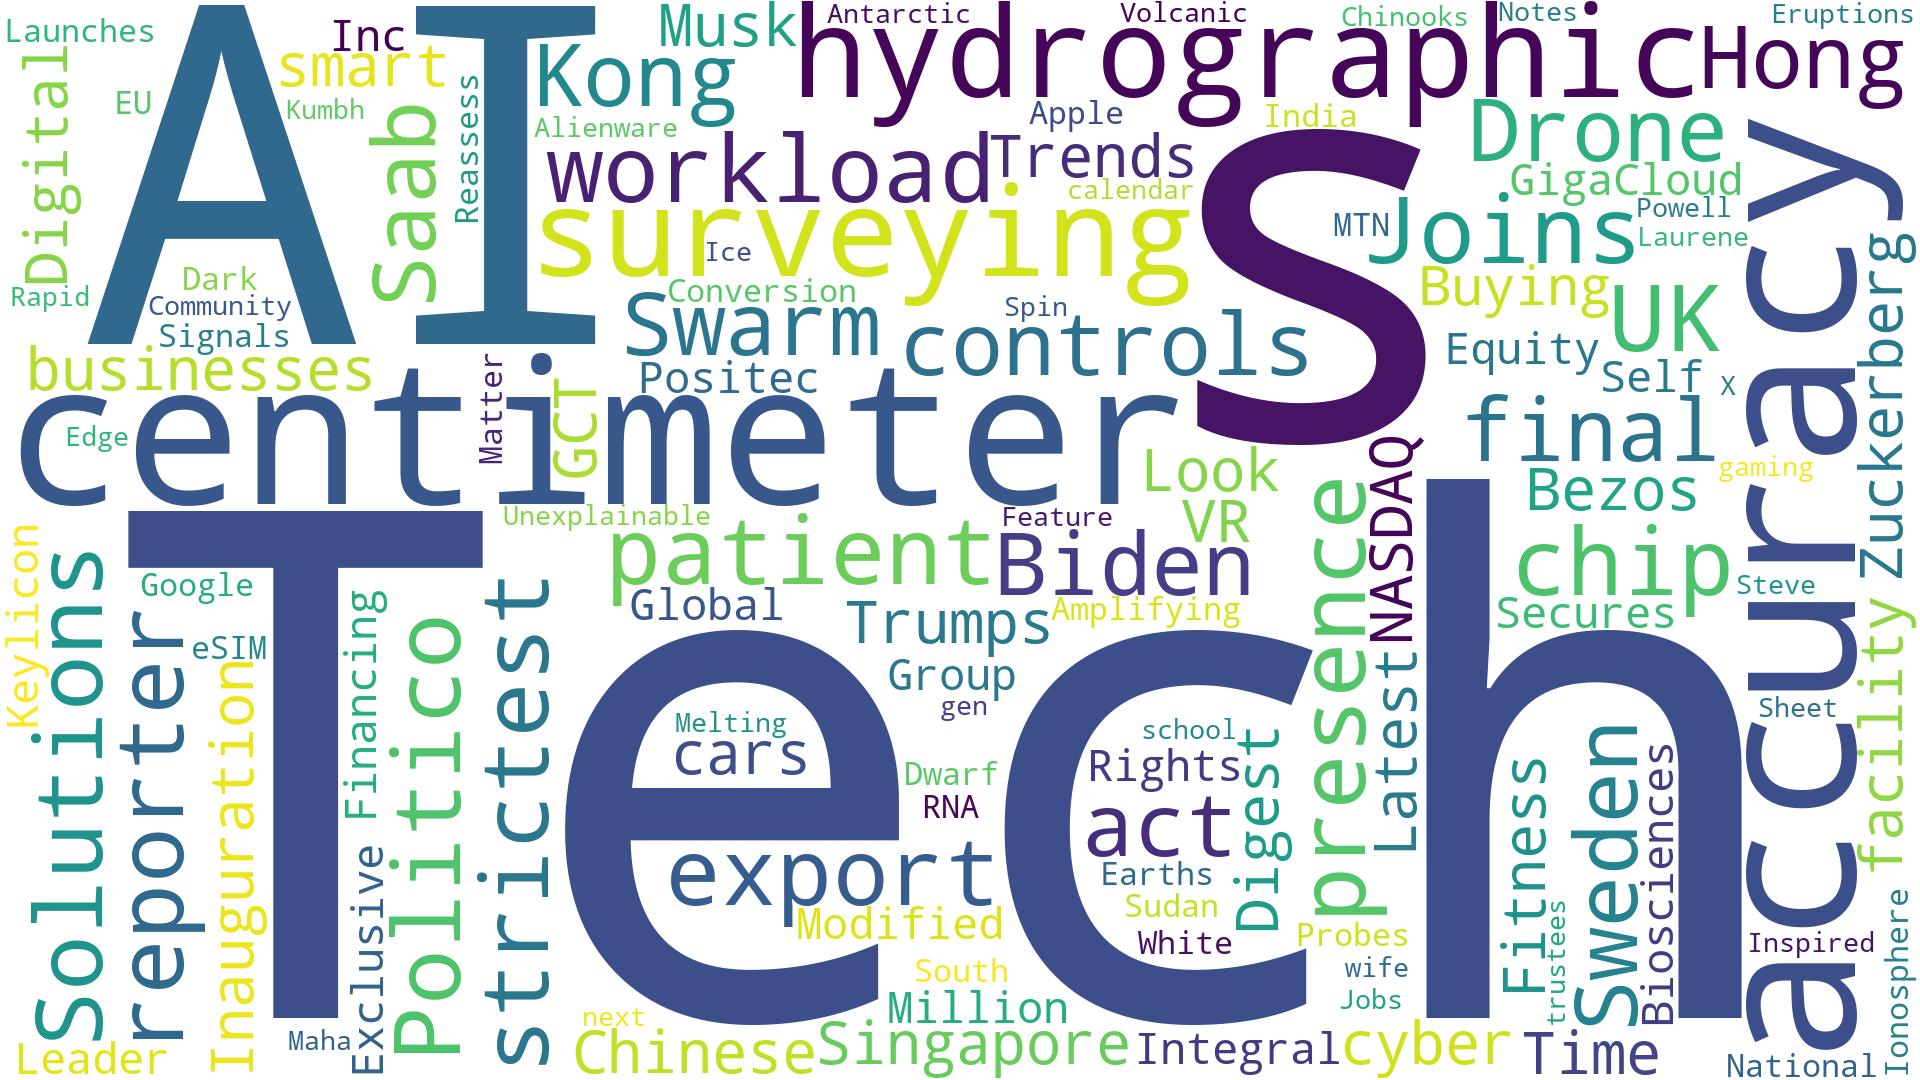 Launches
Inc
Musk
Antarctic
Volcanic
Chinooks
Notes
Eruptions
AI
smart
Kong
hydrographic
Hong
Digital
EU
Kumbh
Saab
Reassess
Alienware
Apple
India
Drone
workload
Trends
calendar
s
GigaCloud
surveying
MTN
Joins
Powell
Laurene
accuracy
Zuckerberg
Dark
Rapid
Community
Signals
Ice
Conversion
Spin
Buying
UK
Swarm
controls
businesses
Matter
GCT
Positec
Equity
Self
X
centimeter
Edge
final
NASDAQ
Look
VR
gaming
Bezos
Keylicon
Unexplainable
Feature
Tech
patient
Biden
presence
chip
Solutions
Google
Global
Trumps
Amplifying
Secures
Steve
reporter
eSIM
Inauguration
Financing
Politico
strictest
Group
gen
Latest
facility
Melting
cars
school
Sheet
Dwarf
RNA
Rights
Digest
act
Fitness
Sweden
Biosciences
export
Earths
Sudan
Modified
White
Probes
trustees
Inspired
Ionosphere
Exclusive
South
wife
Million
Jobs
next
Maha
Leader
Chinese
Singapore
Integral
cyber
Time
National